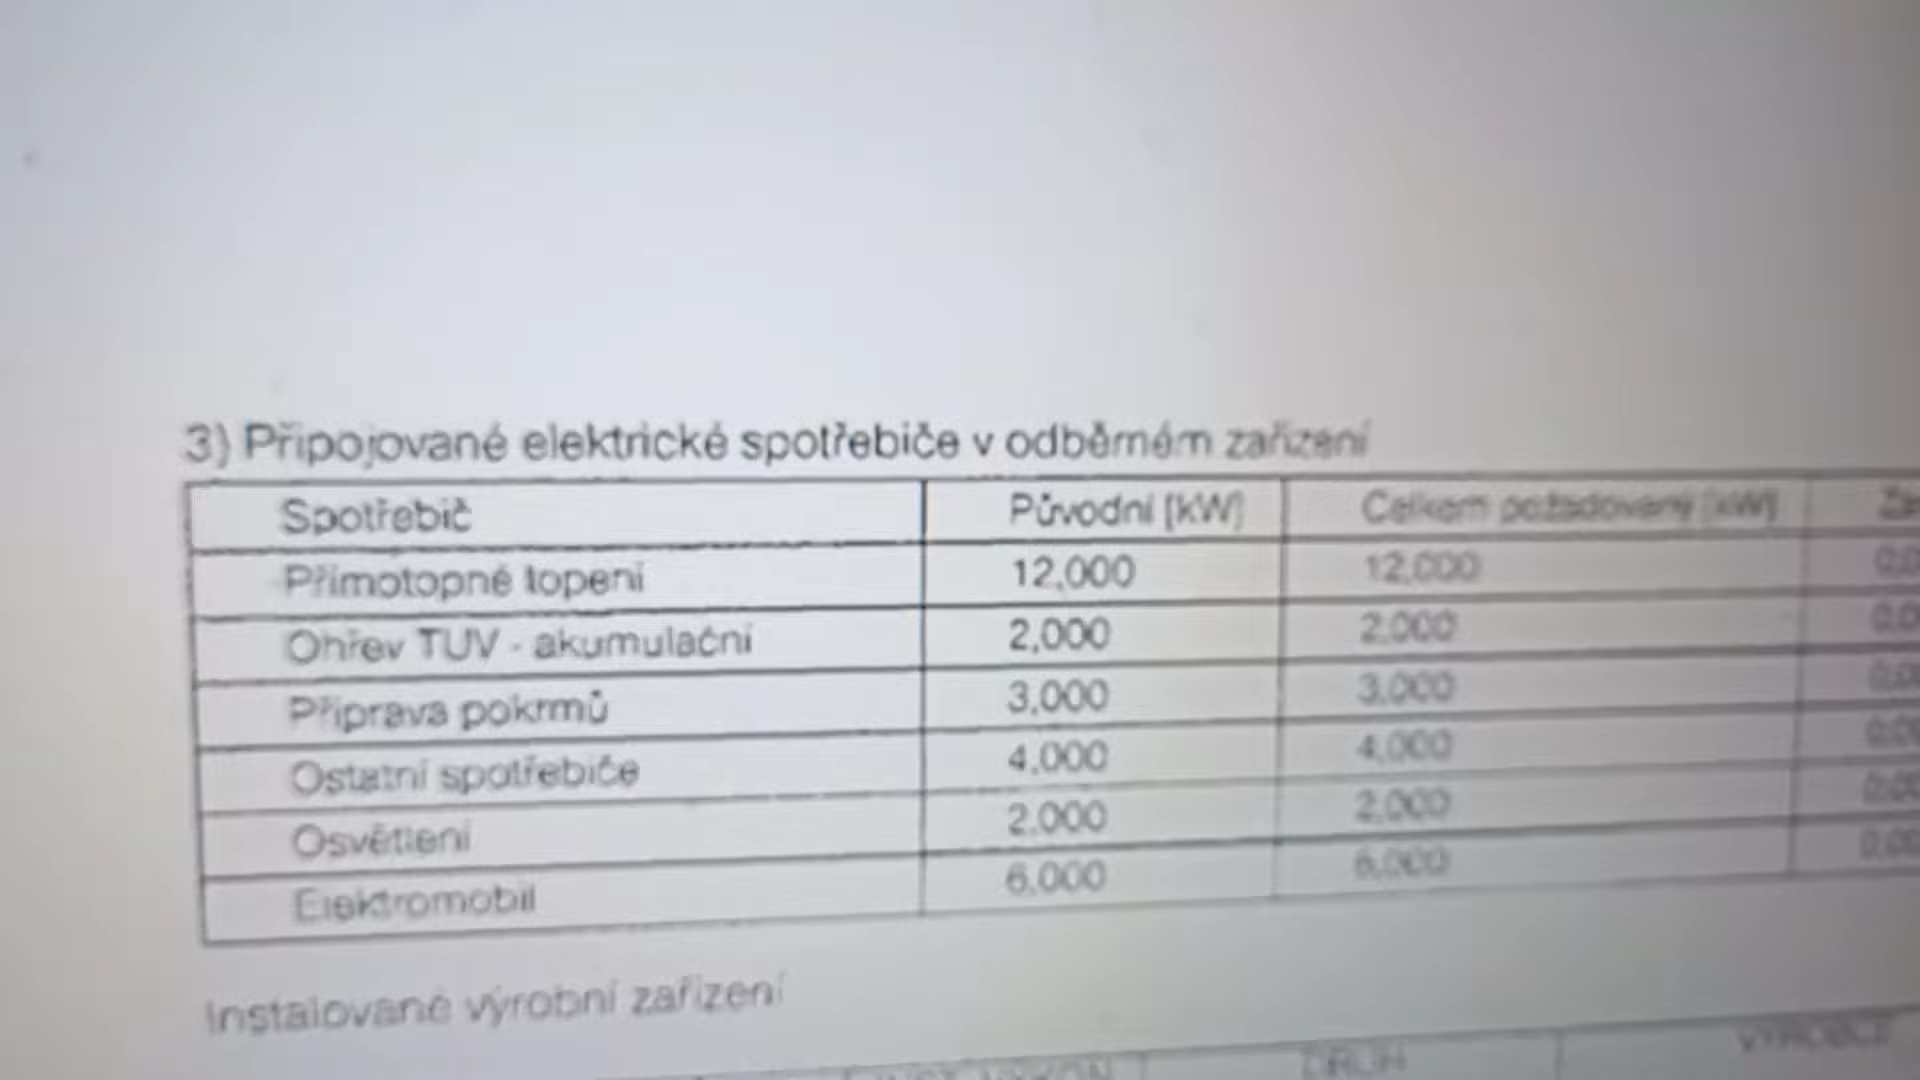 3) Připojované elektrické spotřebiče v odběrném zařízení
Spotřebič Původní [kW] Celkem požadovaný [kW]
Přímotopné topení 12,000 12,000
Ohřev TUV - akumulační 2,000 2,000
Příprava pokrmů 3,000 3,000
Ostatní spotřebiče 4,000 4,000
Osvětlení 2,000 2,000
Elektromobil 6,000 6,000
Instalované výrobní zařízení
DRUH